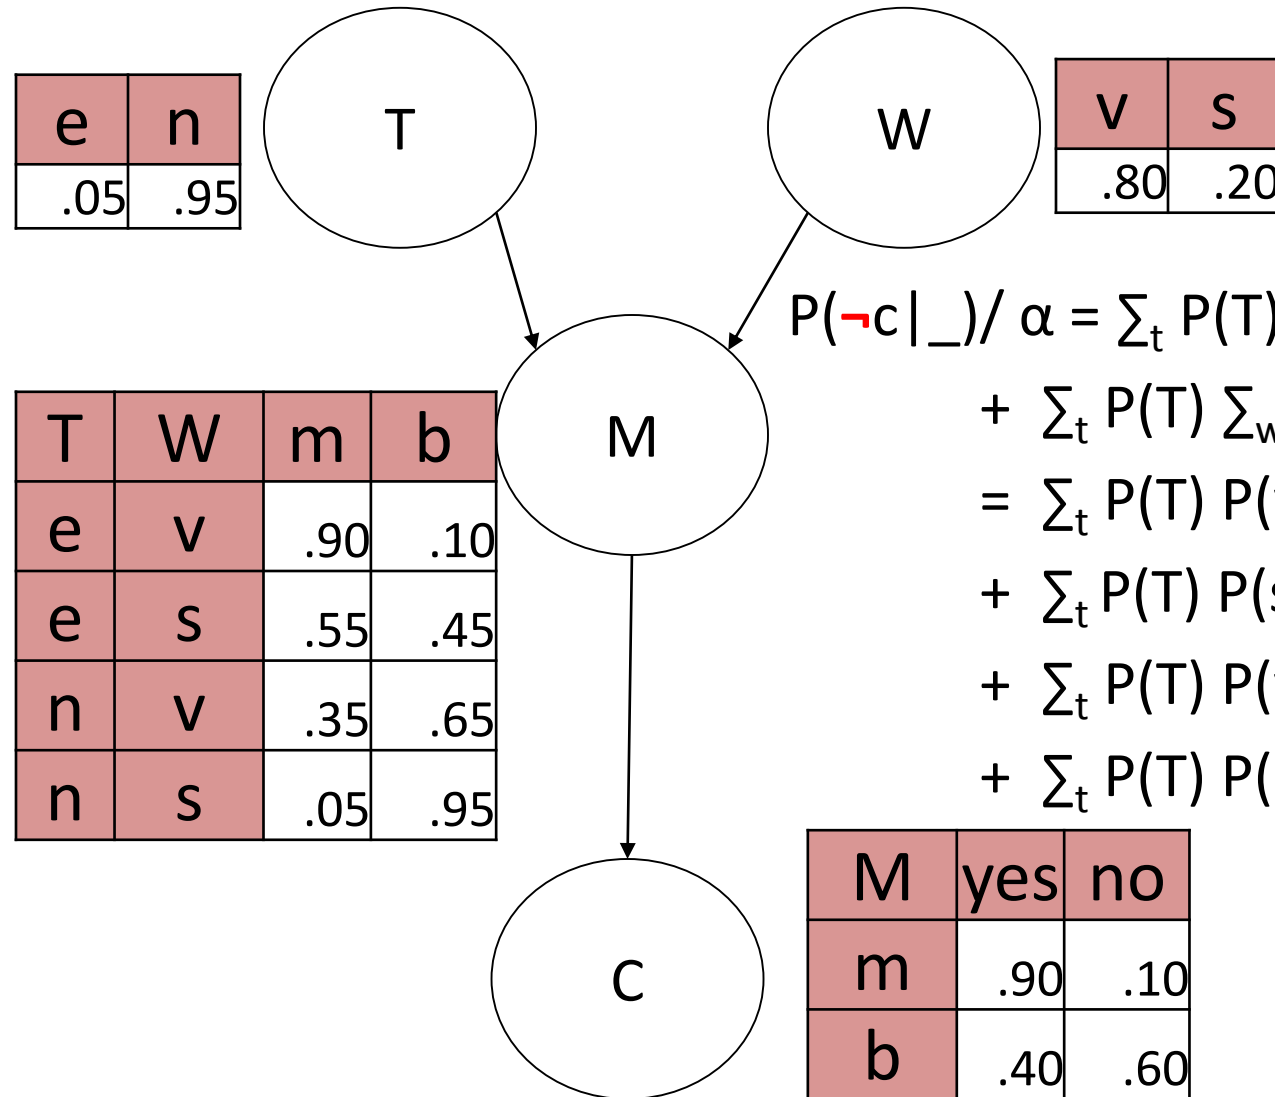 e n
.05 .95
T
W
v s
.80 .20
P(¬c|_)/ α = ∑t P(T)
+ ∑t P(T) ∑w
= ∑t P(T) P(
+ ∑t P(T) P(s
+ ∑t P(T) P(
+ ∑t P(T) P(
T W m b
e v .90 .10
e s .55 .45
n v .35 .65
n s .05 .95
M
C
M yes no
m .90 .10
b .40 .60